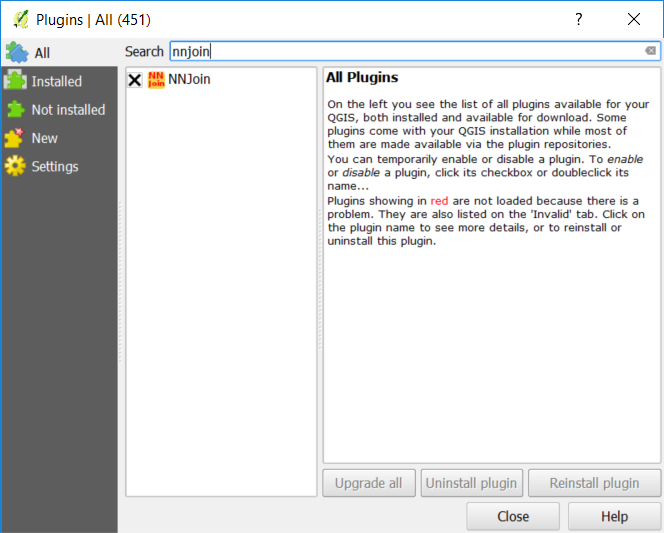 Plugins | All (451)
?
All
Installed
Not installed
New
Settings
Search nnjoin
NN
Join
NNJoin
All Plugins
On the left you see the list of all plugins available for your
QGIS, both installed and available for download. Some
plugins come with your QGIS installation while most of
them are made available via the plugin repositories.
You can temporarily enable or disable a plugin. To enable
or disable a plugin, click its checkbox or doubleclick its
name...
Plugins showing in red are not loaded because there is a
problem. They are also listed on the 'Invalid' tab. Click on
the plugin name to see more details, or to reinstall or
uninstall this plugin.
Upgrade all
Uninstall plugin
Reinstall plugin
Close
Help